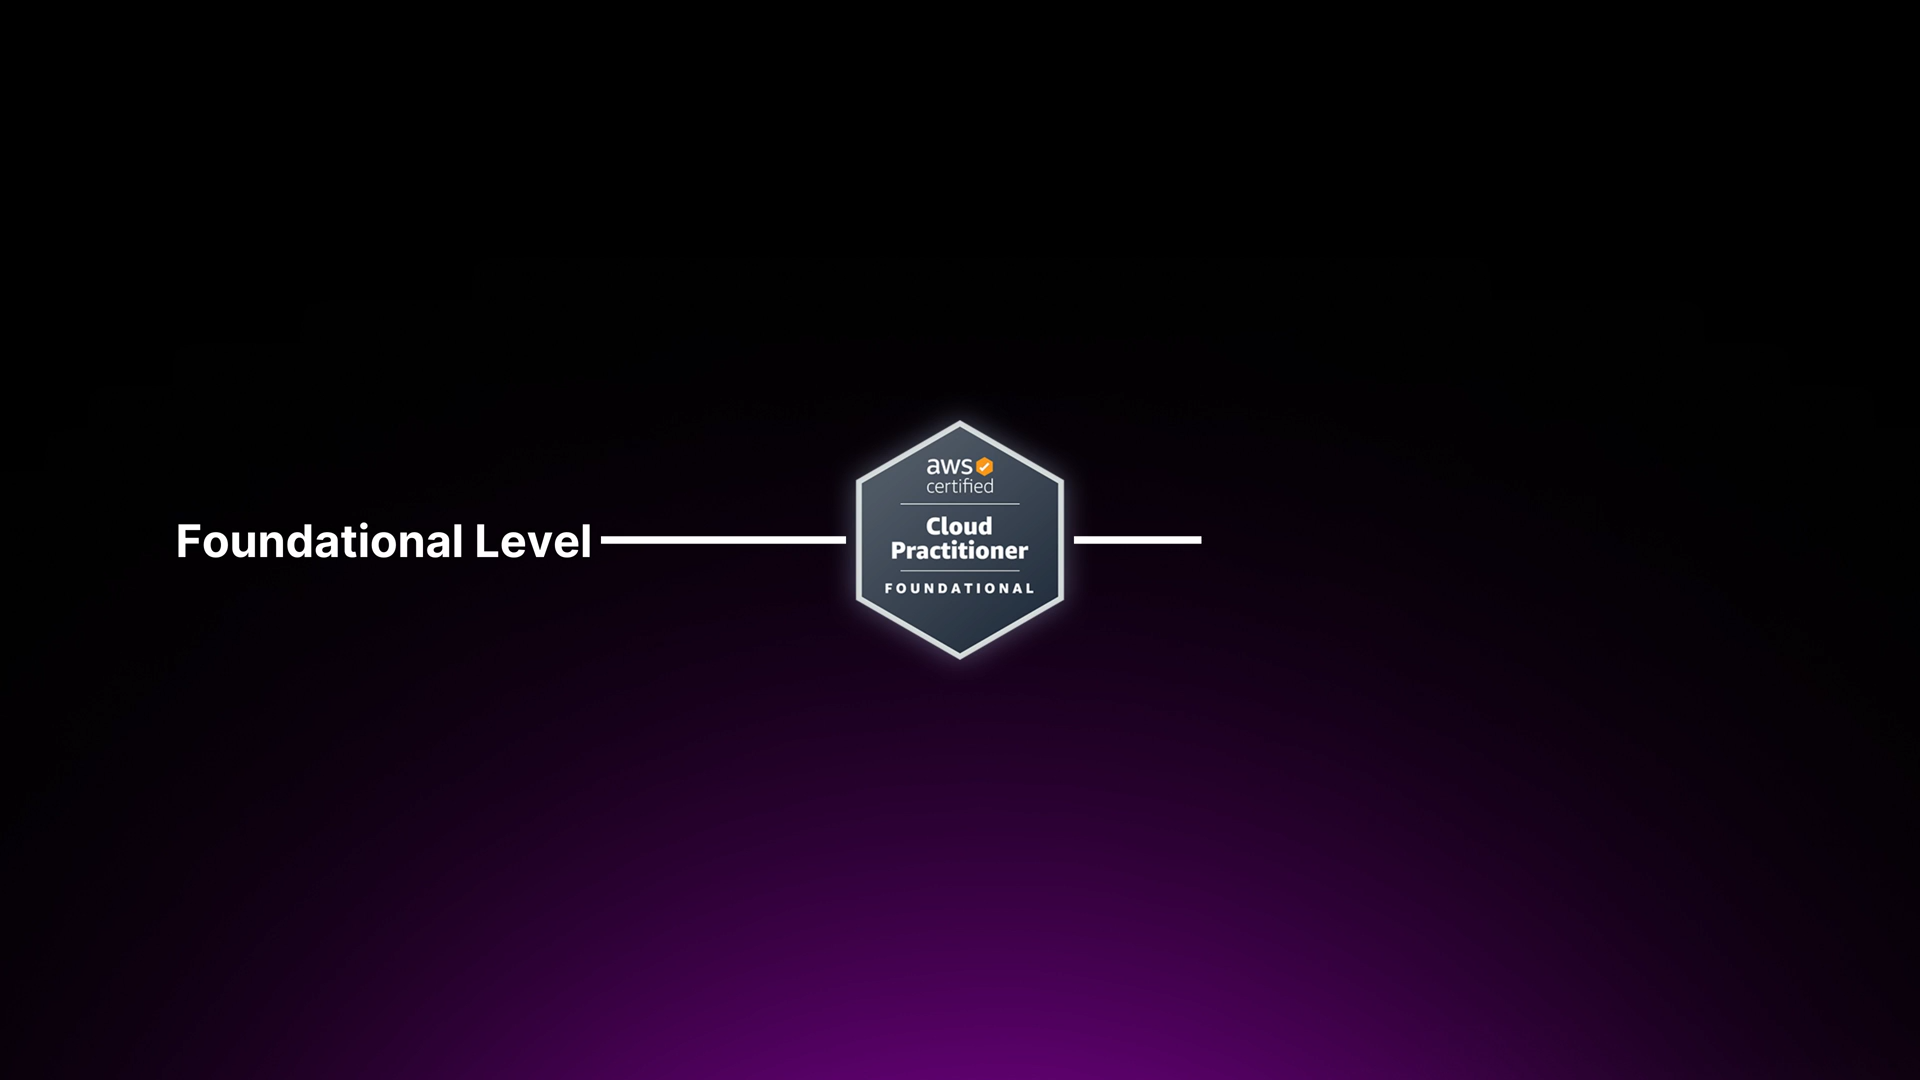 Foundational Level
aws
certified
Cloud
Practitioner
FOUNDATIONAL